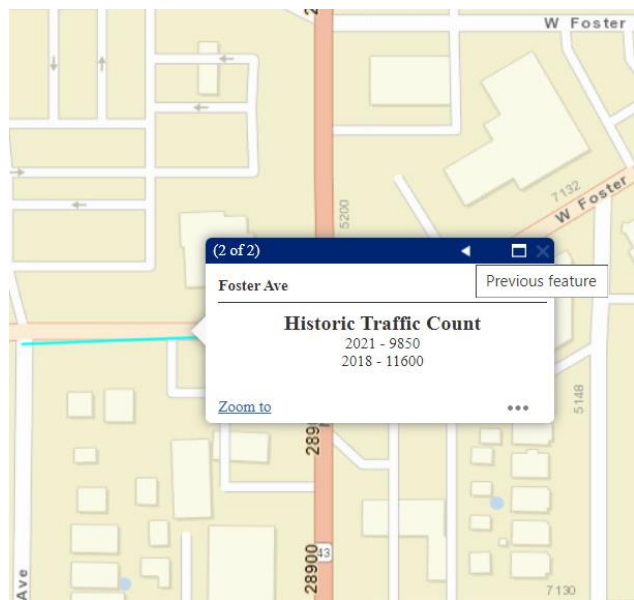 W Foster
7132
W Foster
5200
(2 of 2)
Previous feature
Foster Ave
Historic Traffic Count
2021 - 9850
2018 - 11600
Zoom to
5148
28900
43
Ave
7130